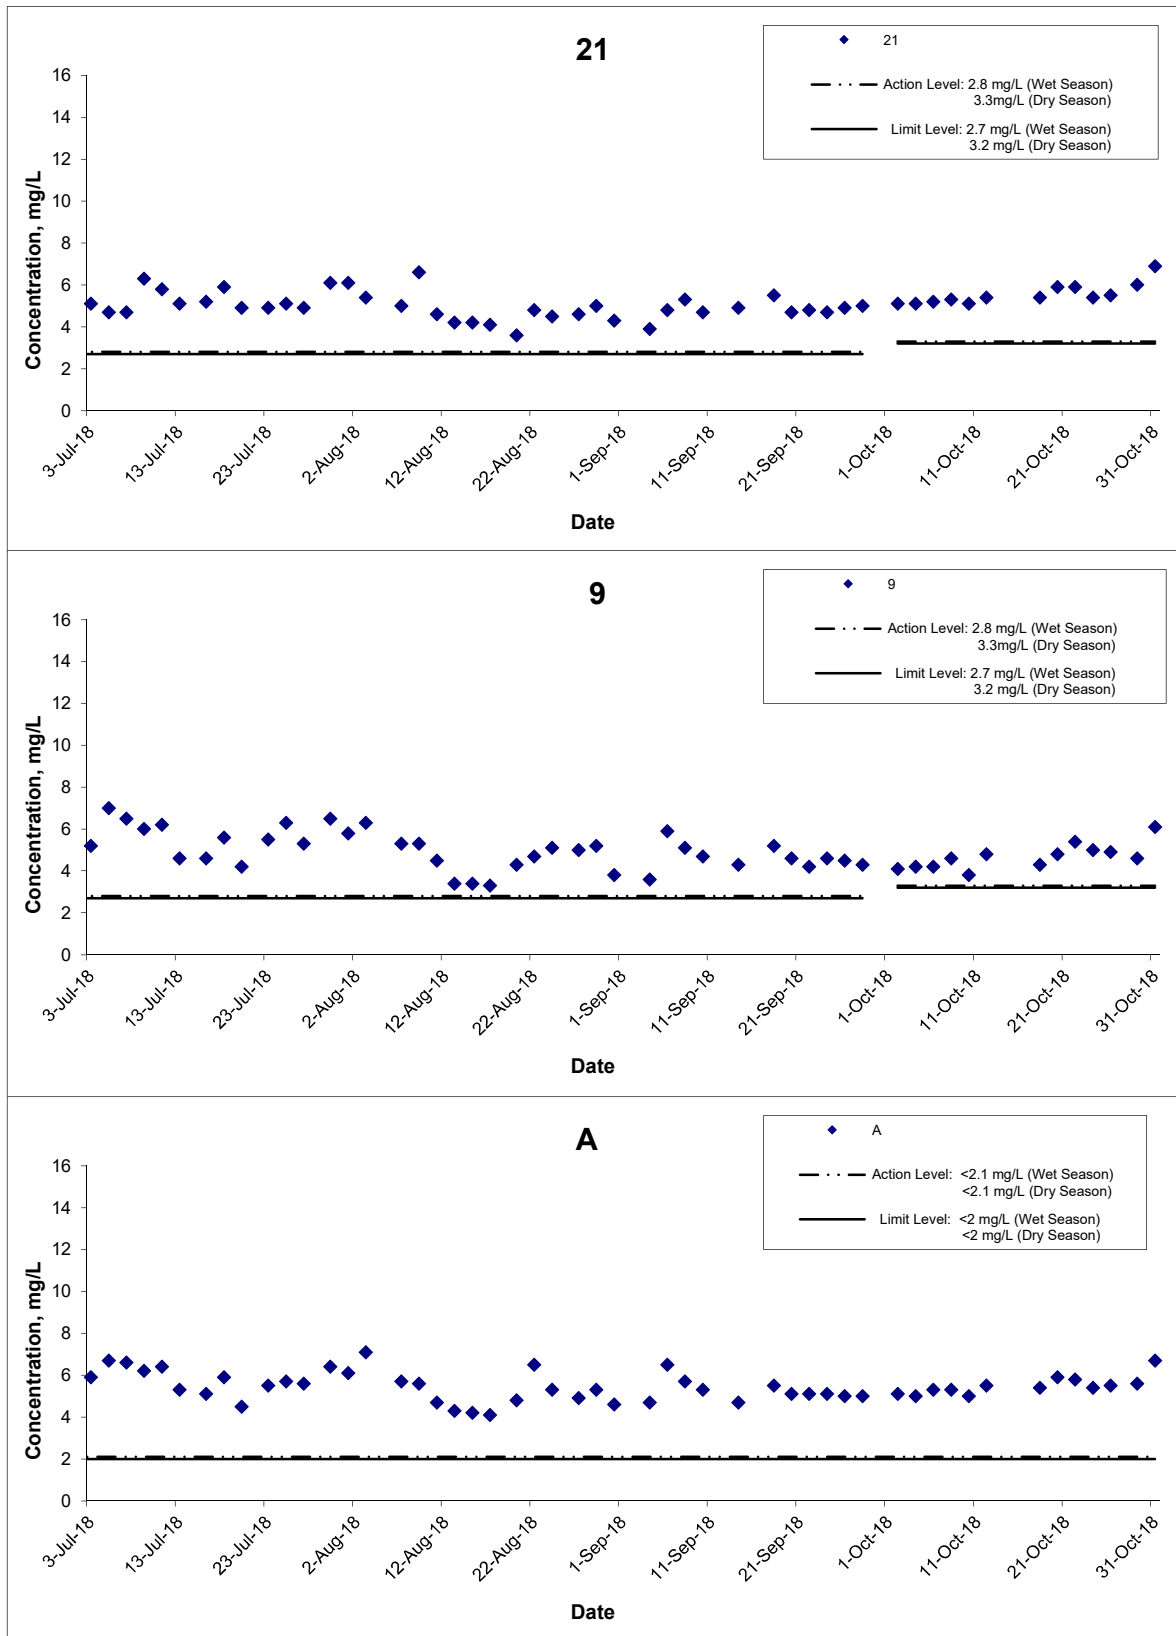 21
21
Action Level: 2.8 mg/L (Wet Season)
3.3mg/L (Dry Season)
Limit Level: 2.7 mg/L (Wet Season)
3.2 mg/L (Dry Season)
Concentration, mg/L
16
14
12
10
8
6
4
2
0
3-Jul-18
13-Jul-18
23-Jul-18
2-Aug-18
12-Aug-18
22-Aug-18
1-Sep-18
11-Sep-18
21-Sep-18
1-Oct-18
11-Oct-18
21-Oct-18
31-Oct-18
Date
9
9
Action Level: 2.8 mg/L (Wet Season)
3.3mg/L (Dry Season)
Limit Level: 2.7 mg/L (Wet Season)
3.2 mg/L (Dry Season)
Concentration, mg/L
16
14
12
10
8
6
4
2
0
3-Jul-18
13-Jul-18
23-Jul-18
2-Aug-18
12-Aug-18
22-Aug-18
1-Sep-18
11-Sep-18
21-Sep-18
1-Oct-18
11-Oct-18
21-Oct-18
31-Oct-18
Date
A
A
Action Level: <2.1 mg/L (Wet Season)
<2.1 mg/L (Dry Season)
Limit Level: <2 mg/L (Wet Season)
<2 mg/L (Dry Season)
Concentration, mg/L
16
14
12
10
8
6
4
2
0
3-Jul-18
13-Jul-18
23-Jul-18
2-Aug-18
12-Aug-18
22-Aug-18
1-Sep-18
11-Sep-18
21-Sep-18
1-Oct-18
11-Oct-18
21-Oct-18
31-Oct-18
Date